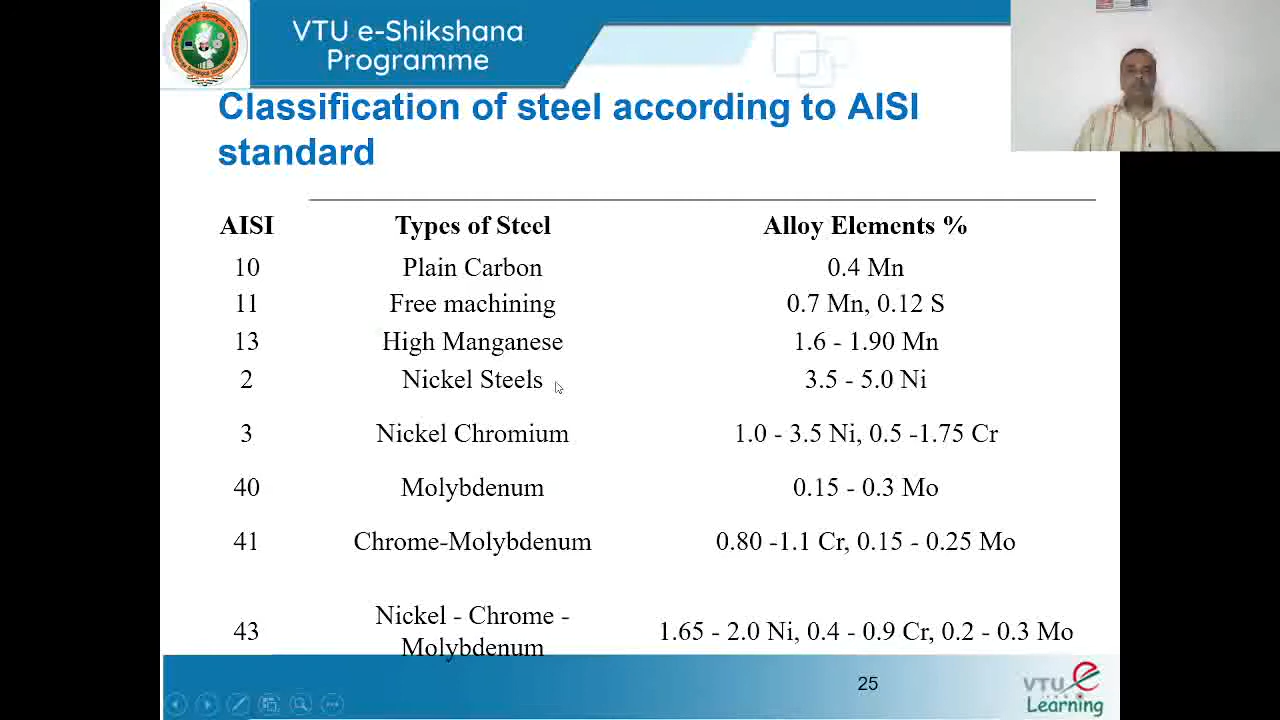 VTU e-Shikshana
Programme
Classification of steel according to AISI
standard
AISI Types of Steel Alloy Elements %
10 Plain Carbon 0.4 Mn
11 Free machining 0.7 Mn, 0.12 S
13 High Manganese 1.6 - 1.90 Mn
2 Nickel Steels 3.5 - 5.0 Ni
3 Nickel Chromium 1.0 - 3.5 Ni, 0.5 -1.75 Cr
40 Molybdenum 0.15 - 0.3 Mo
41 Chrome-Molybdenum 0.80 -1.1 Cr, 0.15 - 0.25 Mo
43 Nickel - Chrome - Molybdenum 1.65 - 2.0 Ni, 0.4 - 0.9 Cr, 0.2 - 0.3 Mo
25
VTU e
Learning